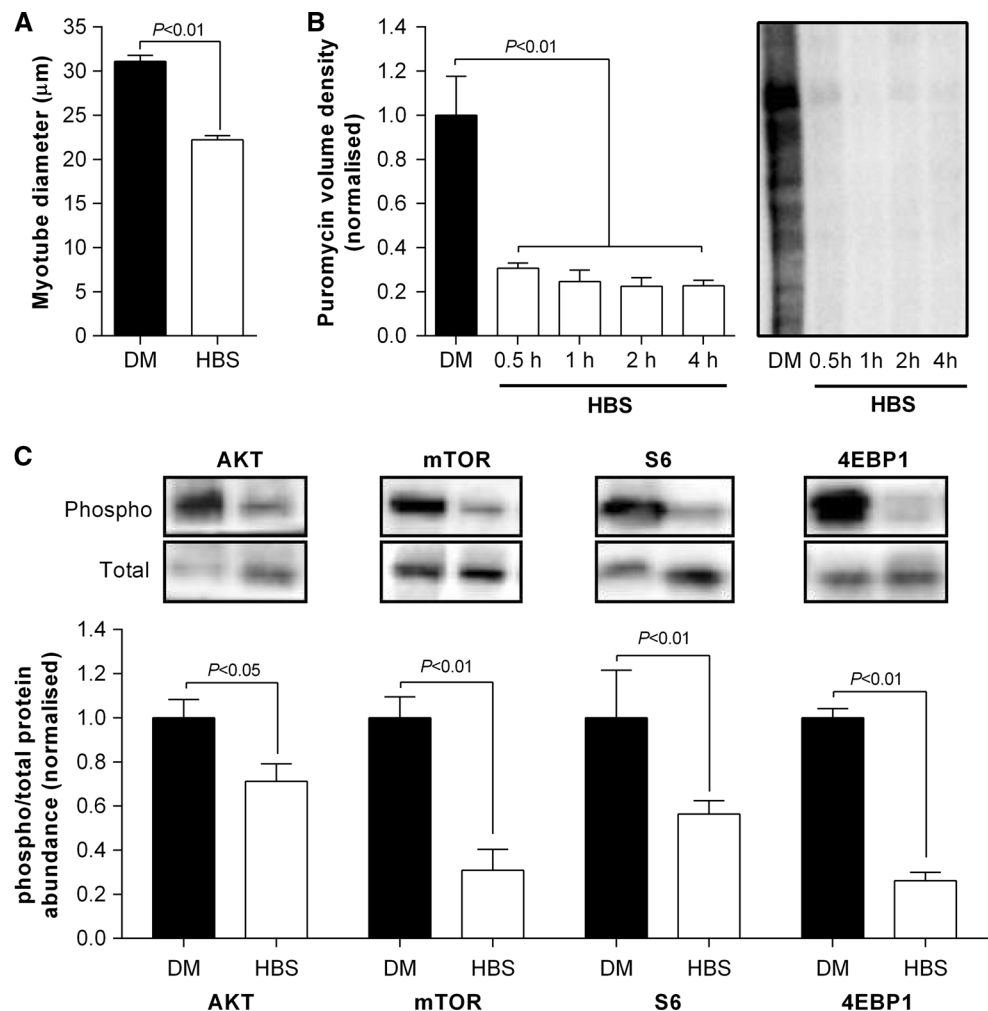 A
Myotube diameter (μm)
35
30
25
20
15
10
5
0
P<0.01
DM HBS
B
Puromycin volume density
(normalised)
1.4
1.2
1.0
0.8
0.6
0.4
0.2
0.0
P<0.01
DM 0.5 h 1 h 2 h 4 h
HBS
DM 0.5h 1h 2h 4h
HBS
C
AKT mTOR S6 4EBP1
Phospho
Total
phospho/total protein
abundance (normalised)
1.4
1.2
1.0
0.8
0.6
0.4
0.2
0.0
P<0.05
P<0.01
P<0.01
P<0.01
DM HBS DM HBS DM HBS DM HBS
AKT mTOR S6 4EBP1